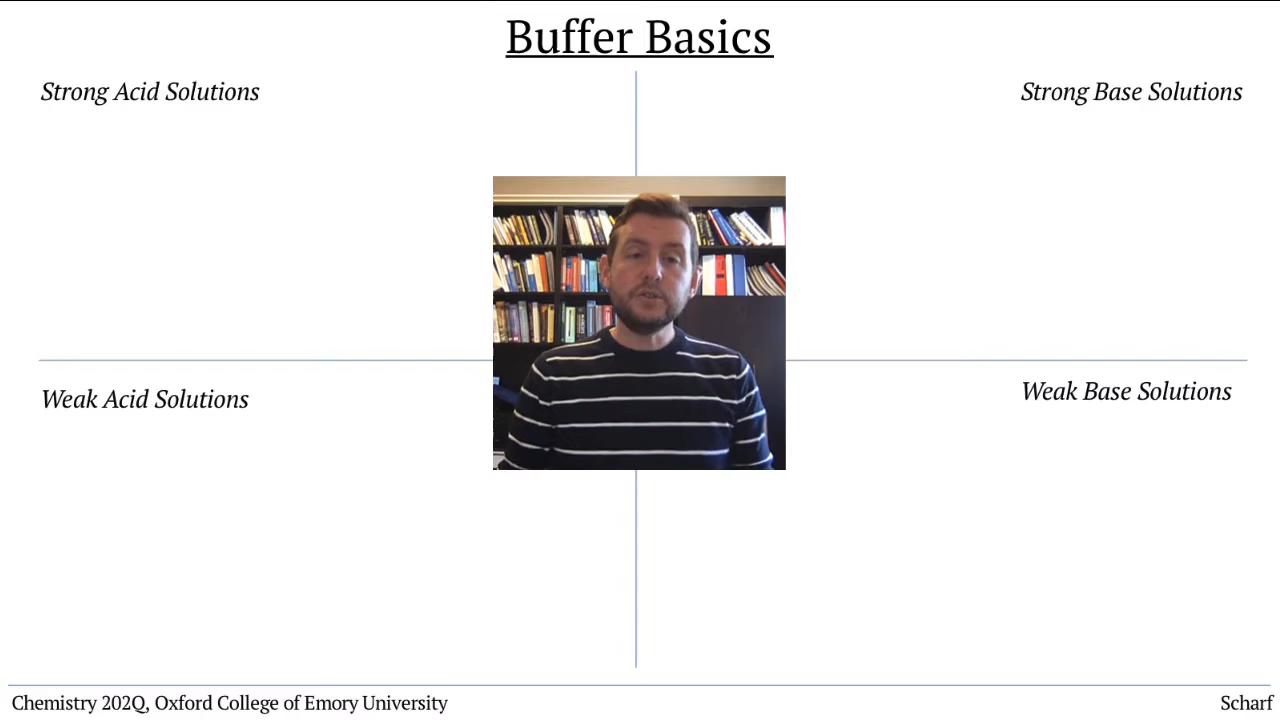 Buffer Basics
Strong Acid Solutions
Strong Base Solutions
Weak Acid Solutions
Weak Base Solutions
Chemistry 202Q, Oxford College of Emory University
Scharf